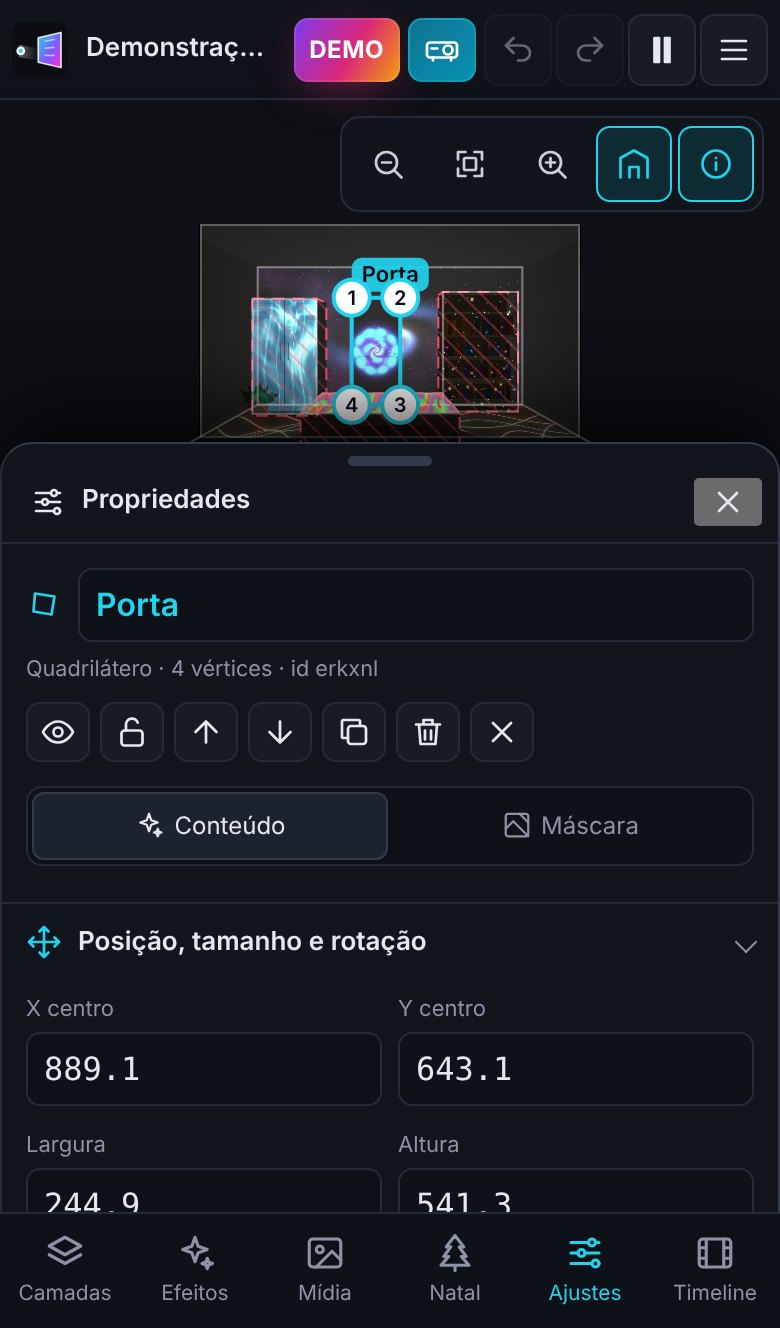 Demonstraç...
DEMO
Porta
1
2
4
3
Propriedades
Porta
Quadrilátero · 4 vértices · id erkxnl
Conteúdo
Máscara
Posição, tamanho e rotação
X centro
Y centro
889.1
643.1
Largura
Altura
244.9
541.3
Camadas
Efeitos
Mídia
Natal
Ajustes
Timeline